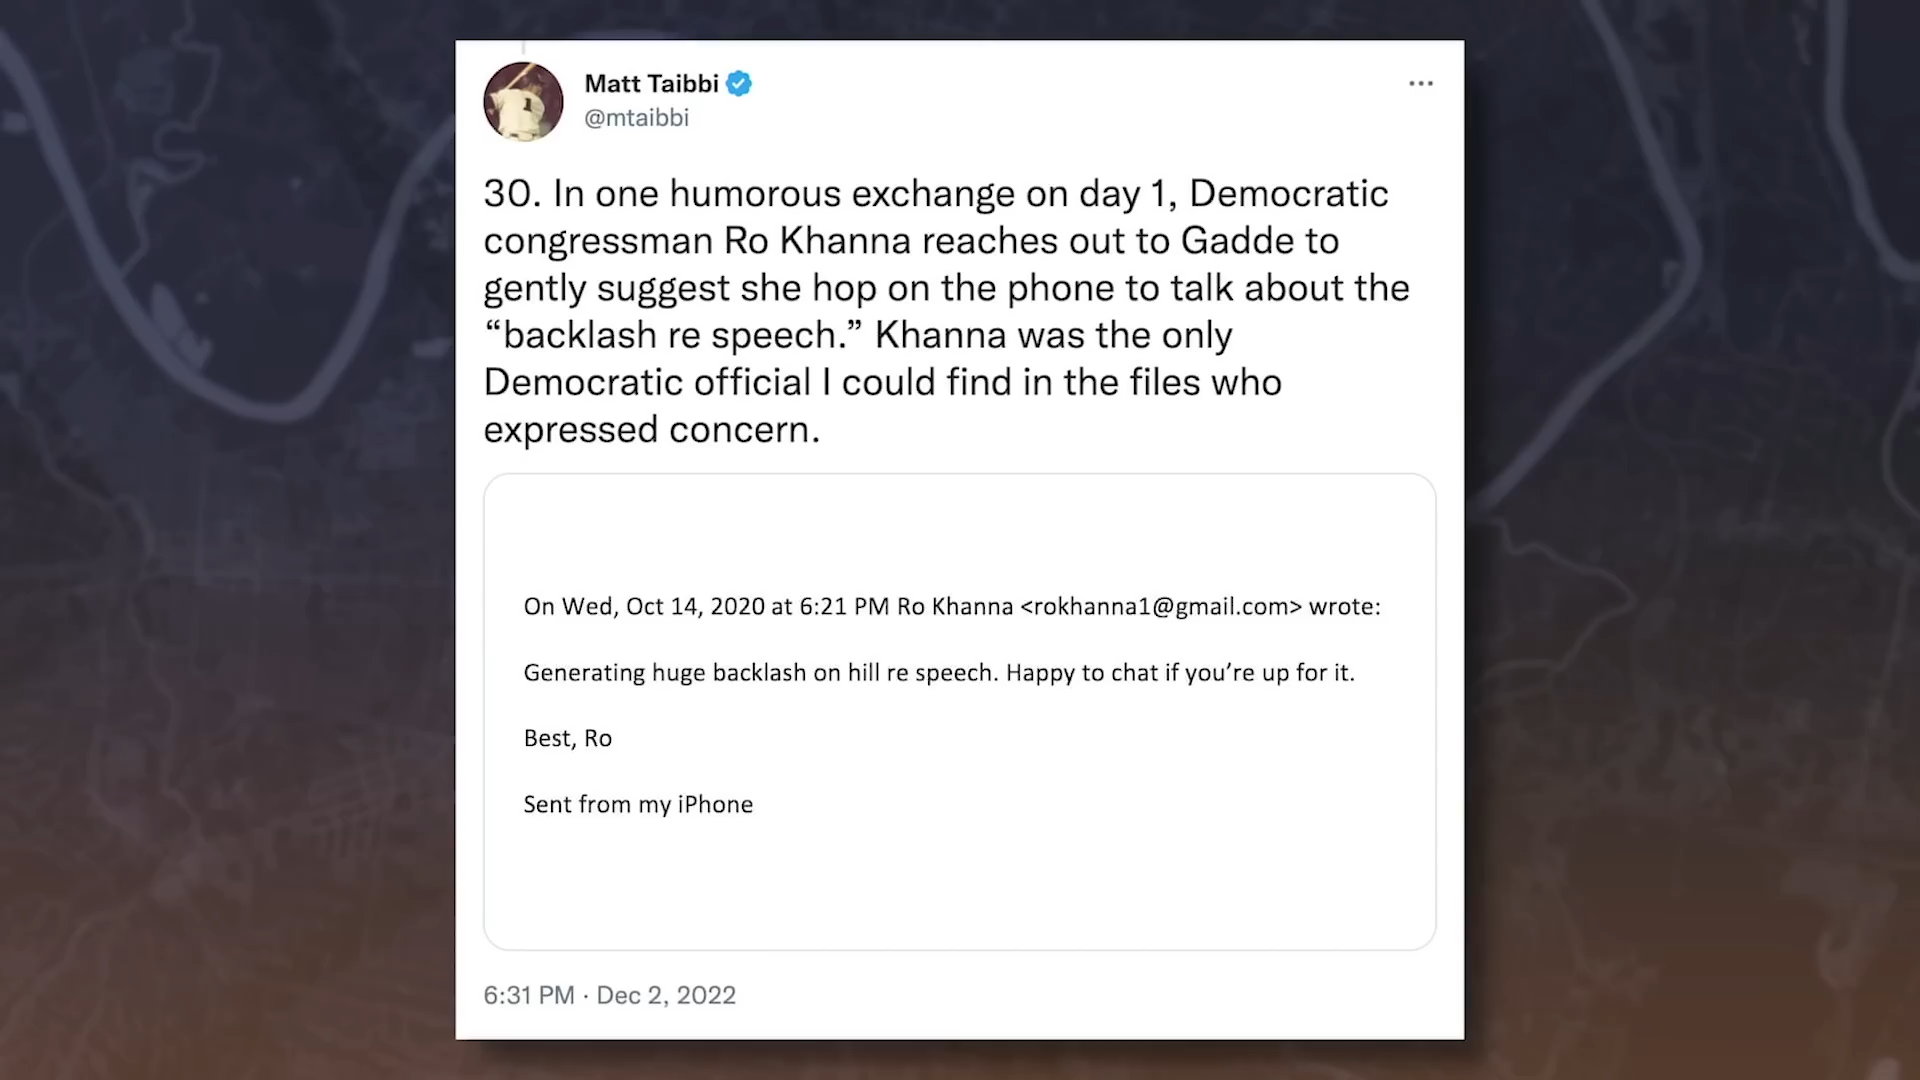 Matt Taibbi
@mtaibbi
30. In one humorous exchange on day 1, Democratic
congressman Ro Khanna reaches out to Gadde to
gently suggest she hop on the phone to talk about the
“backlash re speech.” Khanna was the only
Democratic official I could find in the files who
expressed concern.
On Wed, Oct 14, 2020 at 6:21 PM Ro Khanna <rokhanna1@gmail.com> wrote:
Generating huge backlash on hill re speech. Happy to chat if you’re up for it.
Best, Ro
Sent from my iPhone
6:31 PM · Dec 2, 2022